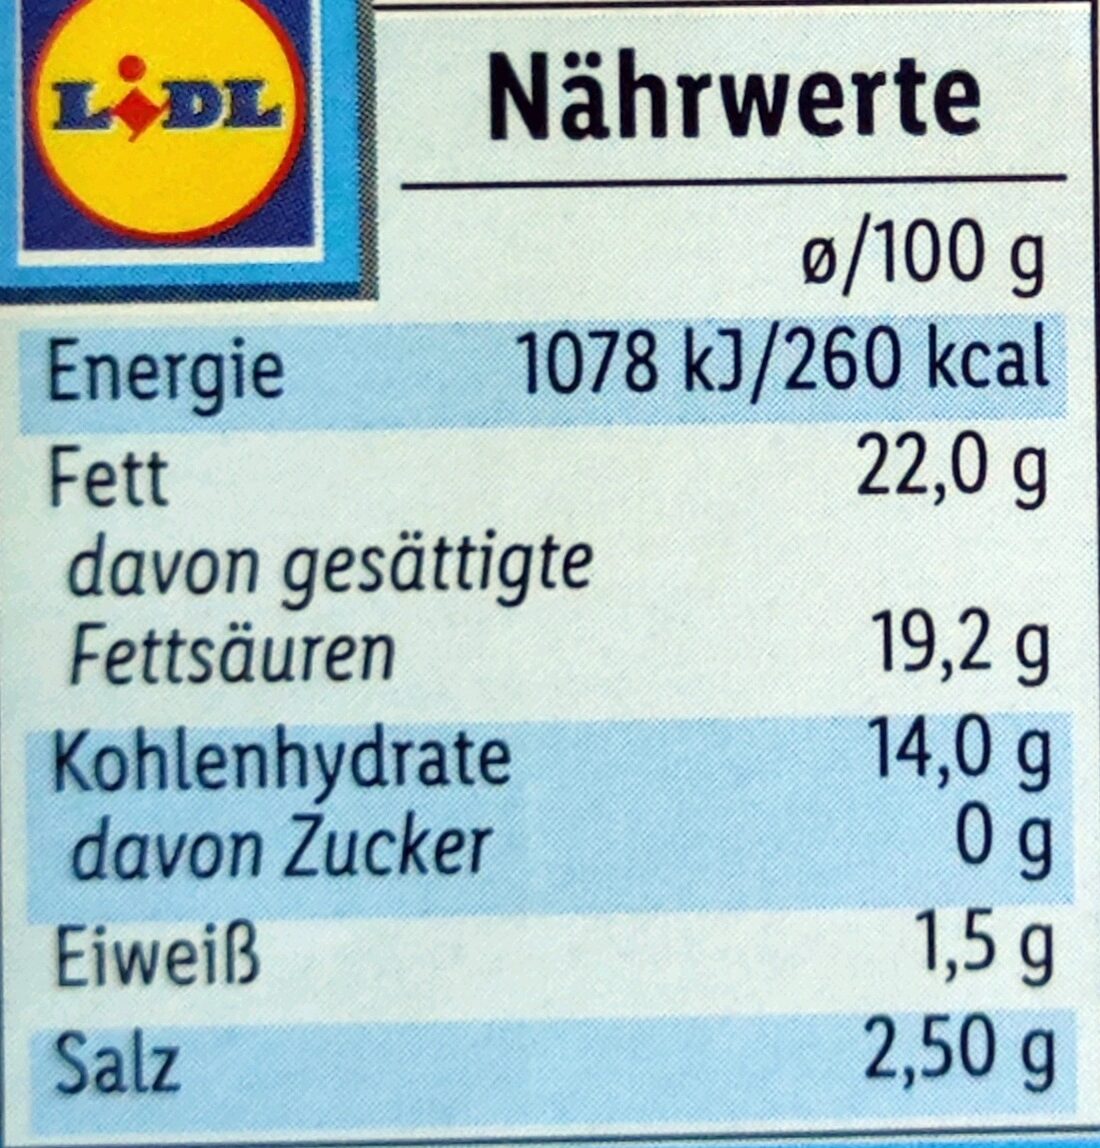 LIDL
Nährwerte
ø/100 g
Energie 1078 kJ/260 kcal
Fett 22,0 g
davon gesättigte
Fettsäuren 19,2 g
Kohlenhydrate 14,0 g
davon Zucker 0 g
Eiweiß 1,5 g
Salz 2,50 g